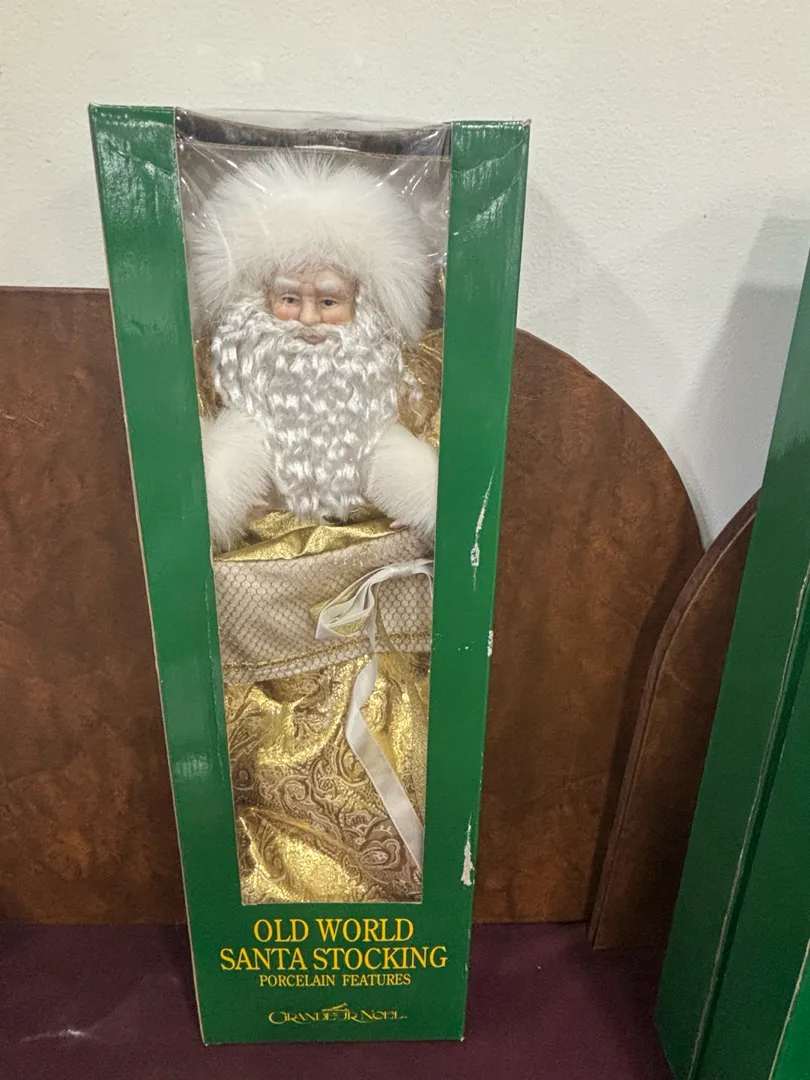 OLD WORLD
SANTA STOCKING
PORCELAIN FEATURES
GRANDEUR NOEL